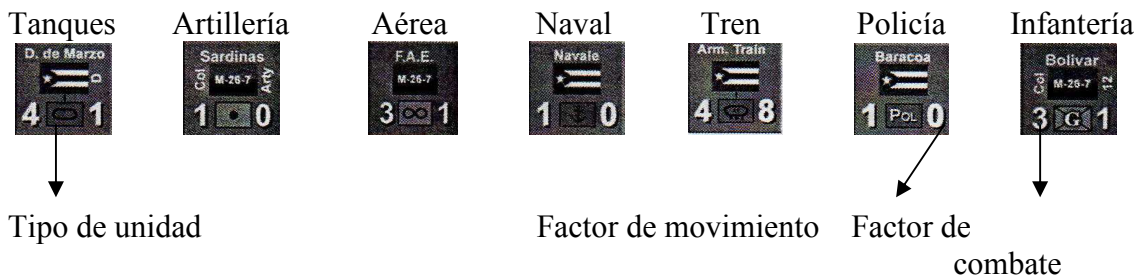 Tanques Artillería Aérea Naval Tren Policía Infantería
D. de Marzo
D
4 1
Sardinas
Col M-26-7 Arty
1 0
F.A.E.
M-26-7
3 1
Navale
1 0
Arm. Train
4 8
Baracoa
1 POL 0
Bolivar
Col M-26-7 12
3 G 1
Tipo de unidad Factor de movimiento Factor de
combate